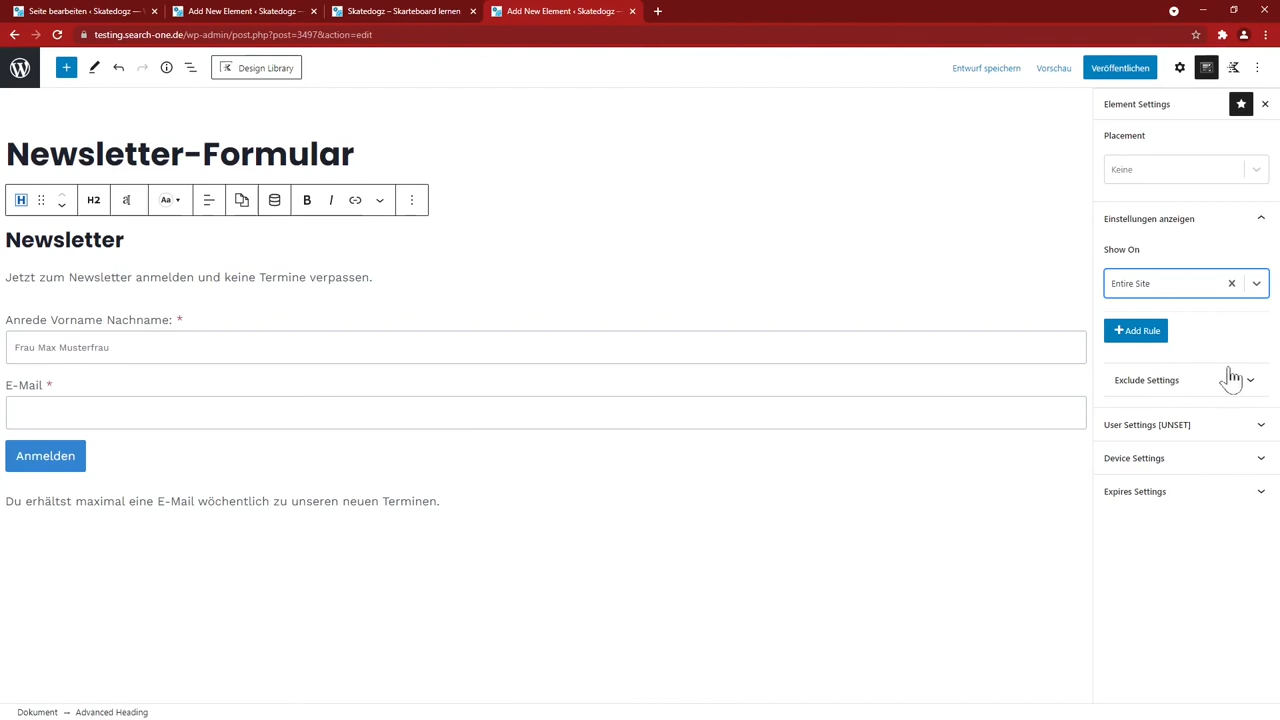 Seite bearbeiten ‹ Skatedogz — V
Add New Element ‹ Skatedogz —
Skatedogz – Skarteboard lernen
Add New Element ‹ Skatedogz —
testing.search-one.de/wp-admin/post.php?post=3497&action=edit
Design Library
Entwurf speichern
Vorschau
Veröffentlichen
Newsletter-Formular
H H2 a Aa B I
Newsletter
Jetzt zum Newsletter anmelden und keine Termine verpassen.
Anrede Vorname Nachname: *
Frau Max Musterfrau
E-Mail *
Anmelden
Du erhältst maximal eine E-Mail wöchentlich zu unseren neuen Terminen.
Element Settings
Placement
Keine
Einstellungen anzeigen
Show On
Entire Site
+ Add Rule
Exclude Settings
User Settings [UNSET]
Device Settings
Expires Settings
Dokument → Advanced Heading